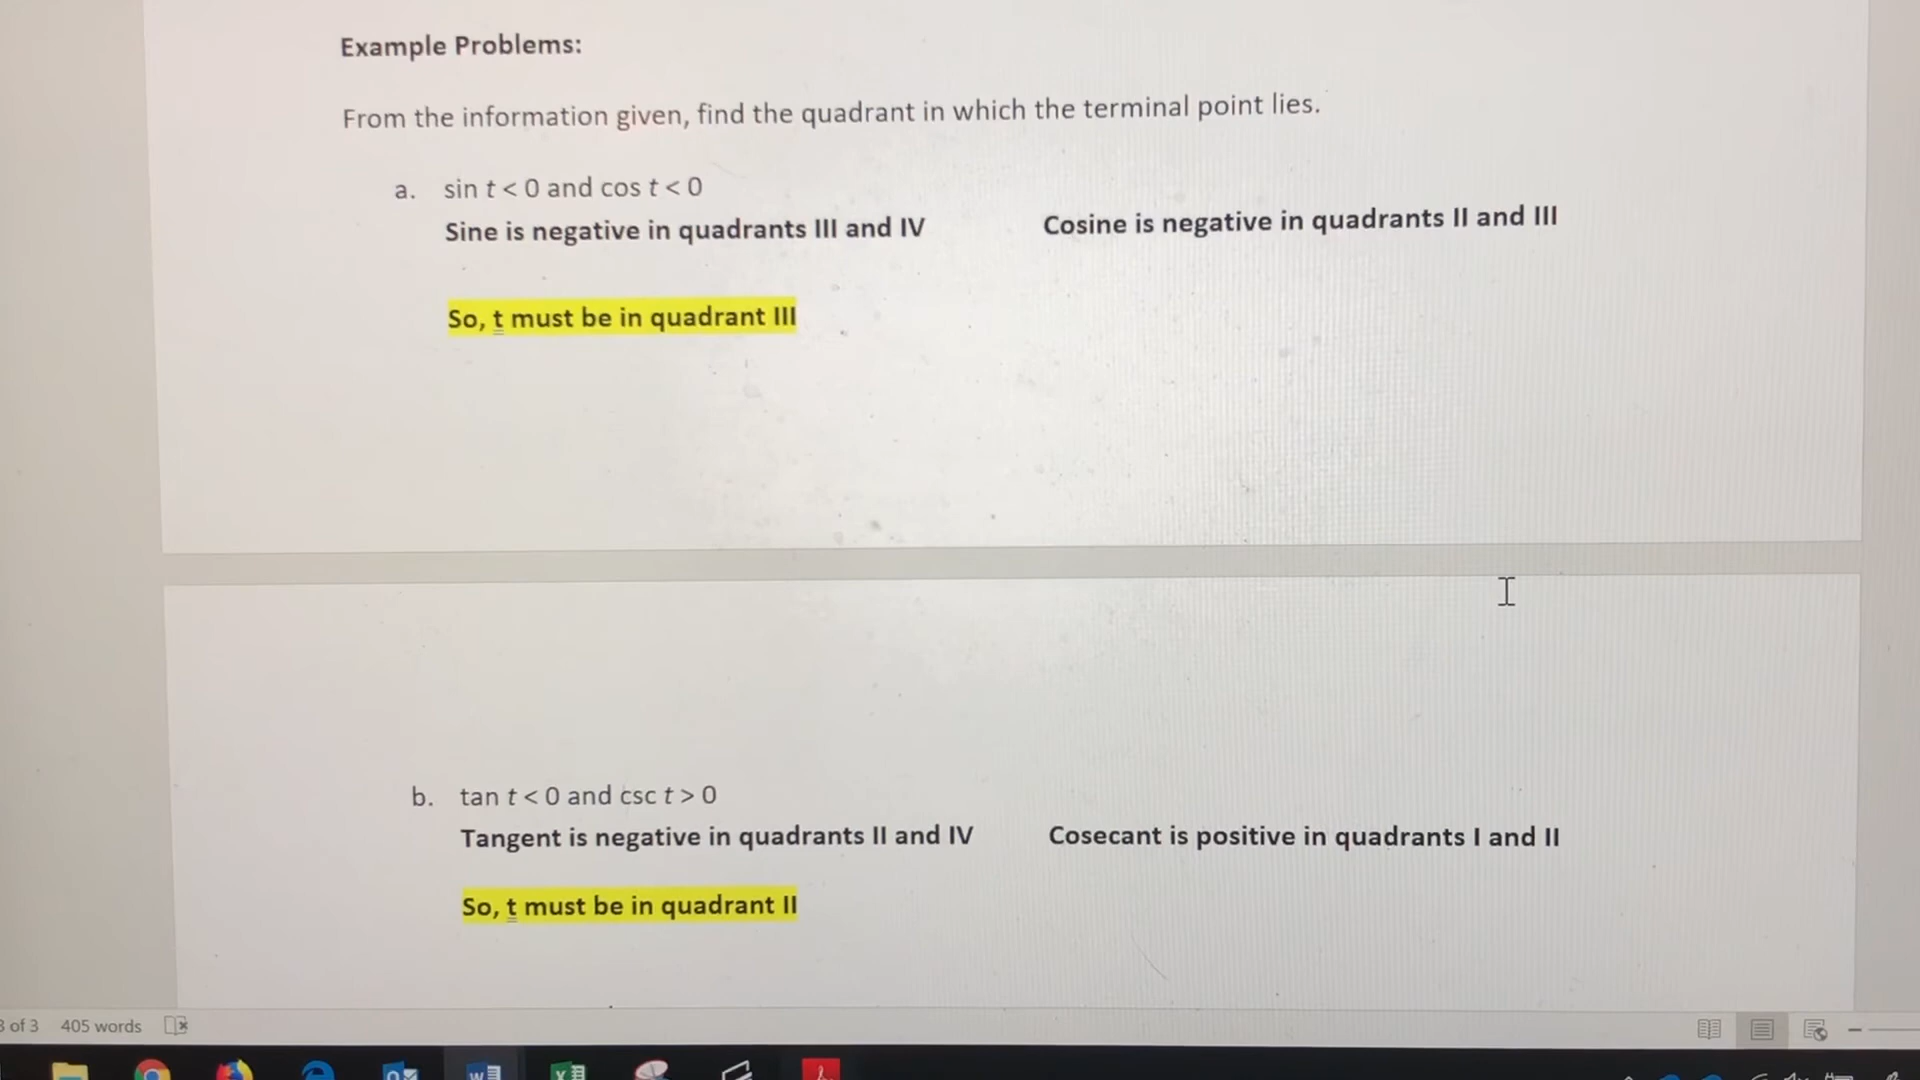 Example Problems:
From the information given, find the quadrant in which the terminal point lies.
a. sin t < 0 and cos t < 0
Sine is negative in quadrants III and IV Cosine is negative in quadrants II and III
So, t must be in quadrant III
b. tan t < 0 and csc t > 0
Tangent is negative in quadrants II and IV Cosecant is positive in quadrants I and II
So, t must be in quadrant II
3 of 3 405 words